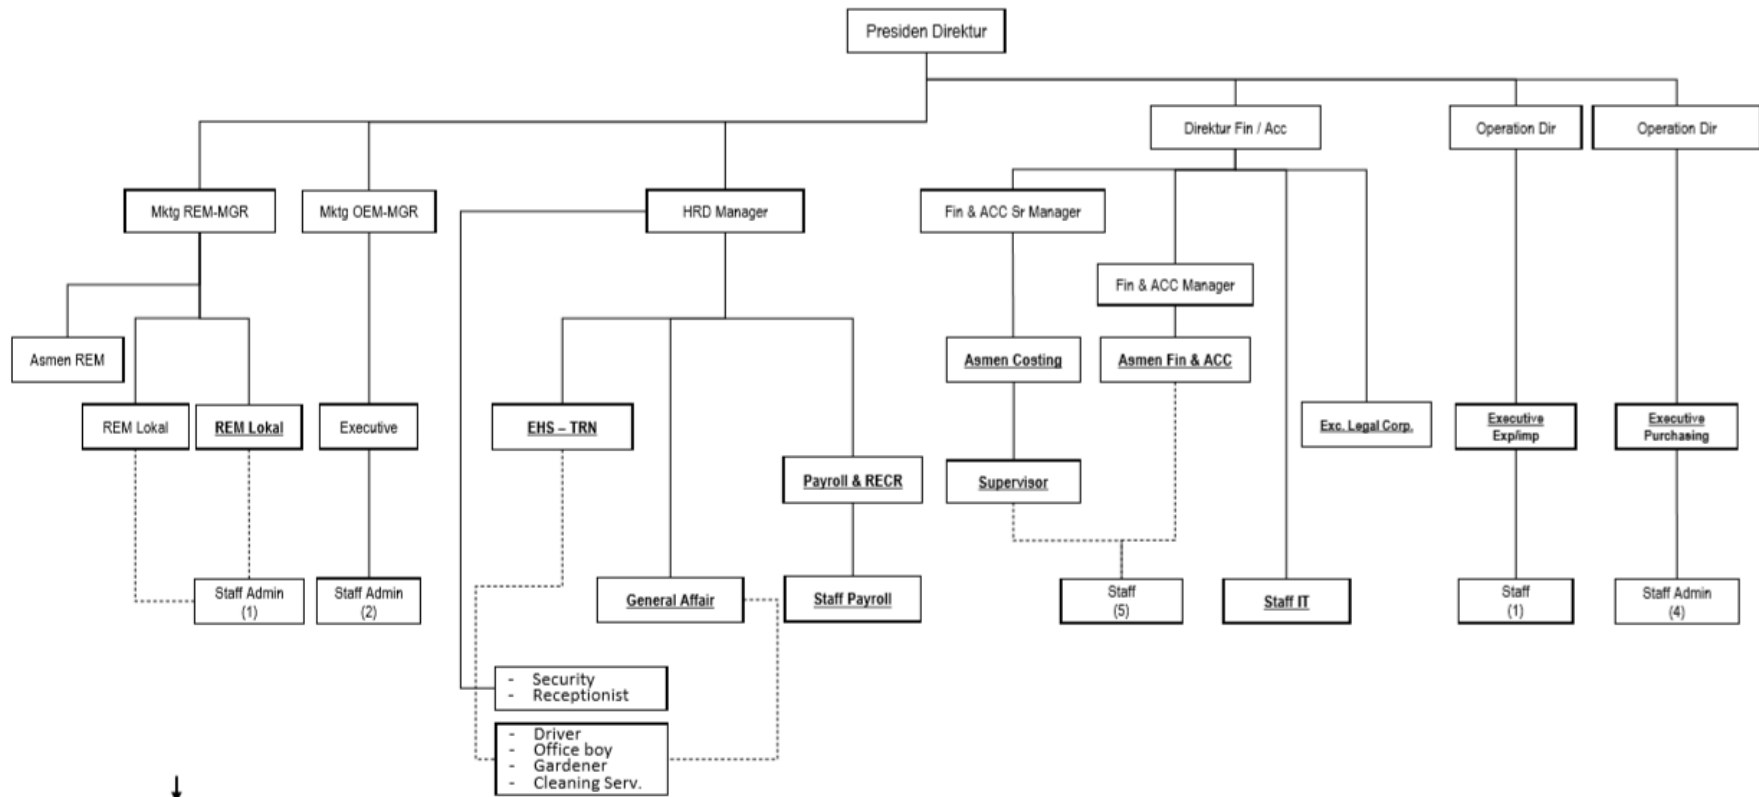 Presiden Direktur
Direktur Fin / Acc
Operation Dir
Operation Dir
Mktg REM-MGR
Mktg OEM-MGR
HRD Manager
Fin & ACC Sr Manager
Fin & ACC Manager
Asmen REM
Asmen Costing
Asmen Fin & ACC
REM Lokal
REM Lokal
Executive
EHS – TRN
Exc. Legal Corp.
Executive
Exp/imp
Executive
Purchasing
Payroll & RECR
Supervisor
Staff Admin
(1)
Staff Admin
(2)
General Affair
Staff Payroll
Staff
(5)
Staff IT
Staff
(1)
Staff Admin
(4)
- Security
- Receptionist
- Driver
- Office boy
- Gardener
- Cleaning Serv.